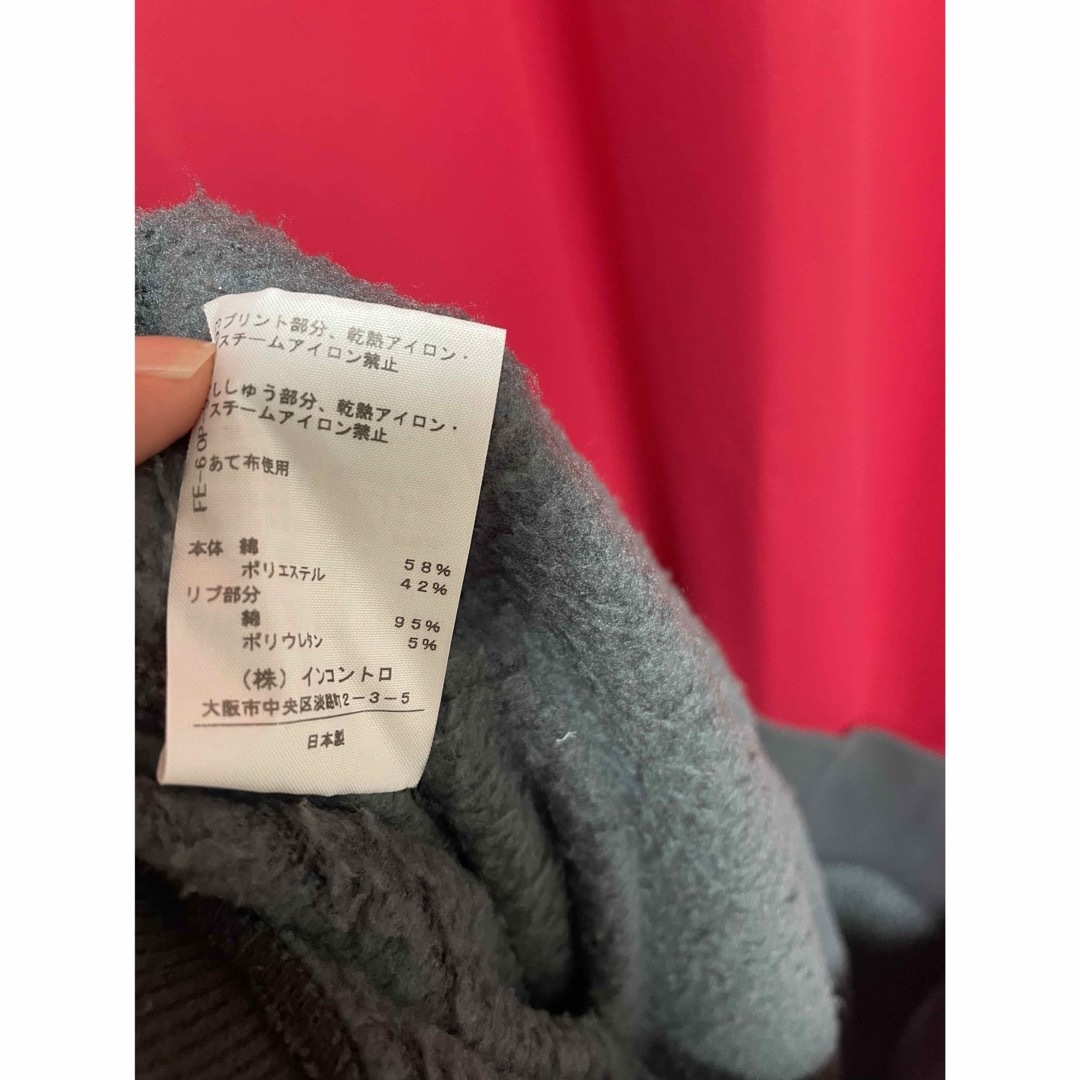 プリント部分、乾熱アイロン・
スチームアイロン禁止
ししゅう部分、乾熱アイロン・
スチームアイロン禁止
あて布使用
FE-60P
本体 綿 58%
ポリエステル 42%
リブ部分
綿 95%
ポリウレタン 5%
(株)インコントロ
大阪市中央区淡路町2-3-5
日本製